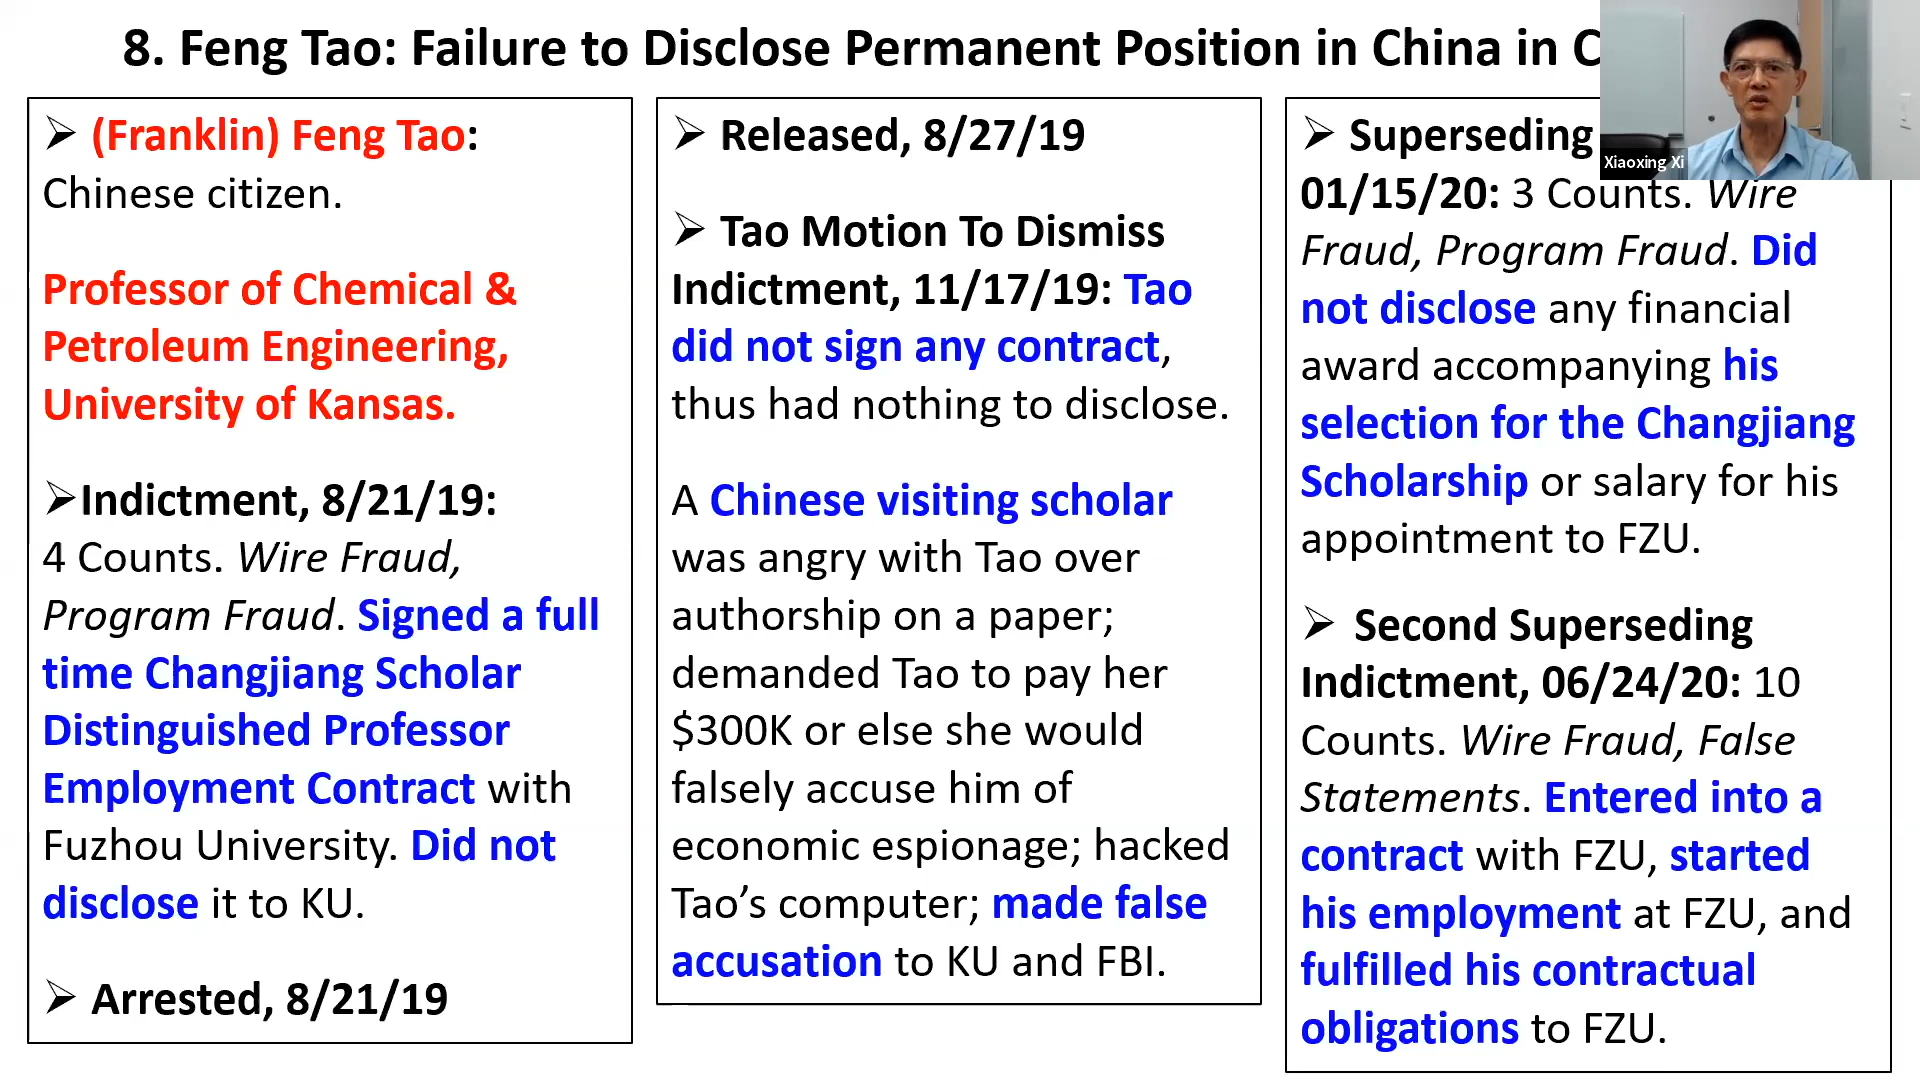 8. Feng Tao: Failure to Disclose Permanent Position in China in C
➢ (Franklin) Feng Tao:
Chinese citizen.
Professor of Chemical &
Petroleum Engineering,
University of Kansas.
➢Indictment, 8/21/19:
4 Counts. Wire Fraud,
Program Fraud. Signed a full
time Changjiang Scholar
Distinguished Professor
Employment Contract with
Fuzhou University. Did not
disclose it to KU.
➢ Arrested, 8/21/19
➢ Released, 8/27/19
➢ Tao Motion To Dismiss
Indictment, 11/17/19: Tao
did not sign any contract,
thus had nothing to disclose.
A Chinese visiting scholar
was angry with Tao over
authorship on a paper;
demanded Tao to pay her
$300K or else she would
falsely accuse him of
economic espionage; hacked
Tao’s computer; made false
accusation to KU and FBI.
➢ Superseding
01/15/20: 3 Counts. Wire
Fraud, Program Fraud. Did
not disclose any financial
award accompanying his
selection for the Changjiang
Scholarship or salary for his
appointment to FZU.
➢ Second Superseding
Indictment, 06/24/20: 10
Counts. Wire Fraud, False
Statements. Entered into a
contract with FZU, started
his employment at FZU, and
fulfilled his contractual
obligations to FZU.
Xiaoxing Xi